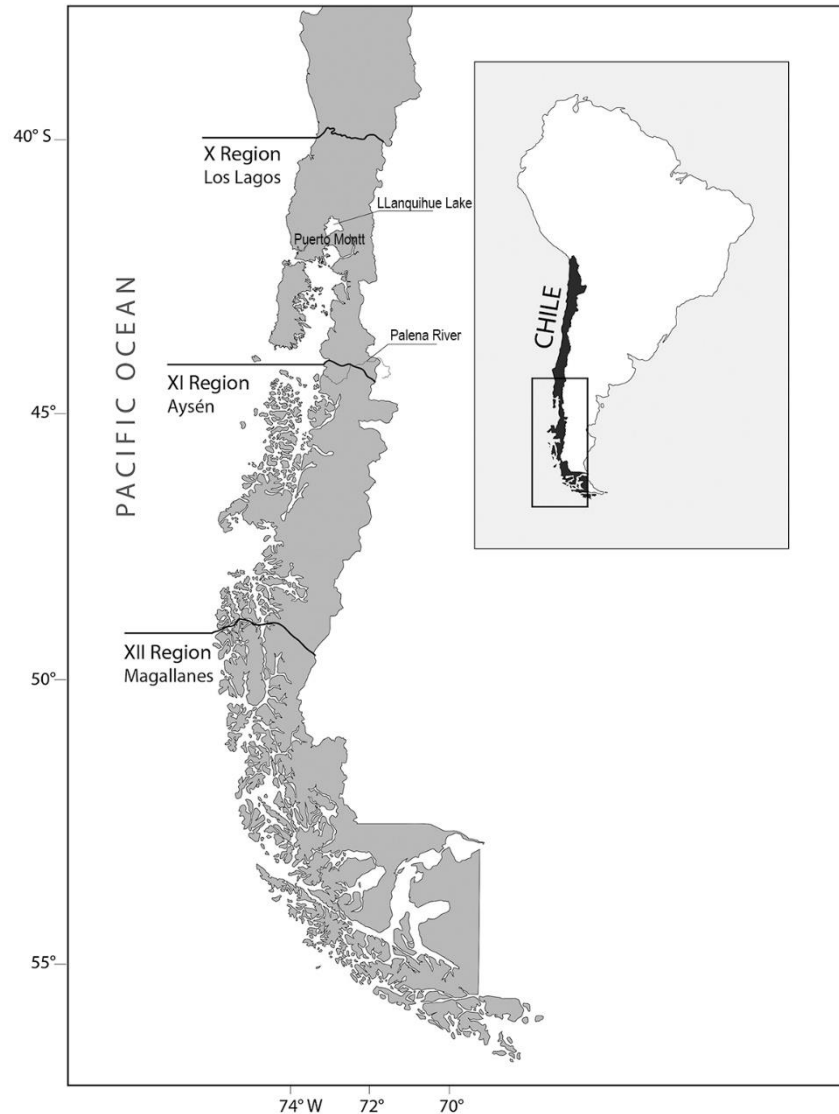 40° S
X Region
Los Lagos
LLanquihue Lake
Puerto Montt
Palena River
XI Region
Aysén
45°
PACIFIC OCEAN
CHILE
XII Region
Magallanes
50°
55°
74° W 72° 70°